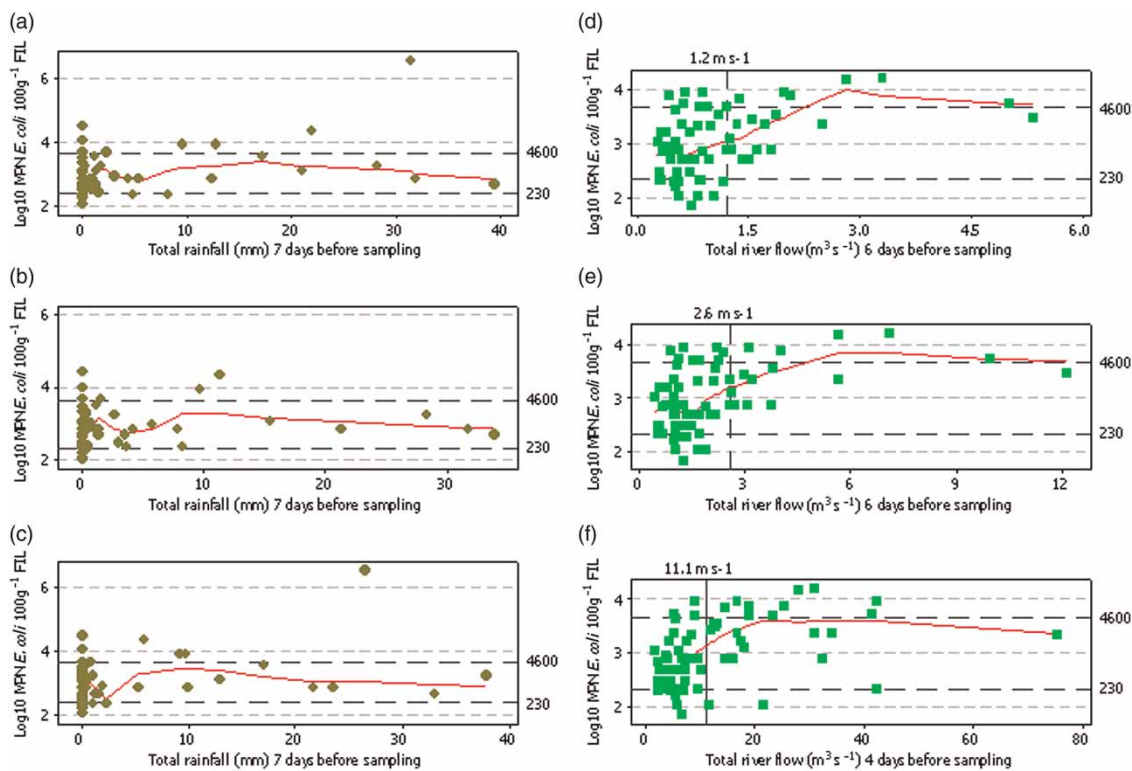 (a)
Log10 MPN E. coli 100g⁻¹ FIL
6
4
2
4600
230
0 10 20 30 40
Total rainfall (mm) 7 days before sampling
(b)
Log10 MPN E. coli 100g⁻¹ FIL
6
4
2
4600
230
0 10 20 30
Total rainfall (mm) 7 days before sampling
(c)
Log10 MPN E. coli 100g⁻¹ FIL
6
4
2
4600
230
0 10 20 30 40
Total rainfall (mm) 7 days before sampling
(d)
1.2 m s-1
Log10 MPN E. coli 100g⁻¹ FIL
4
3
2
4600
230
0.0 1.5 3.0 4.5 6.0
Total river flow (m³ s⁻¹) 6 days before sampling
(e)
2.6 m s-1
Log10 MPN E. coli 100g⁻¹ FIL
4
3
2
4600
230
0 3 6 9 12
Total river flow (m³ s⁻¹) 6 days before sampling
(f)
11.1 m s-1
Log10 MPN E. coli 100g⁻¹ FIL
4
3
2
4600
230
0 20 40 60 80
Total river flow (m³ s⁻¹) 4 days before sampling